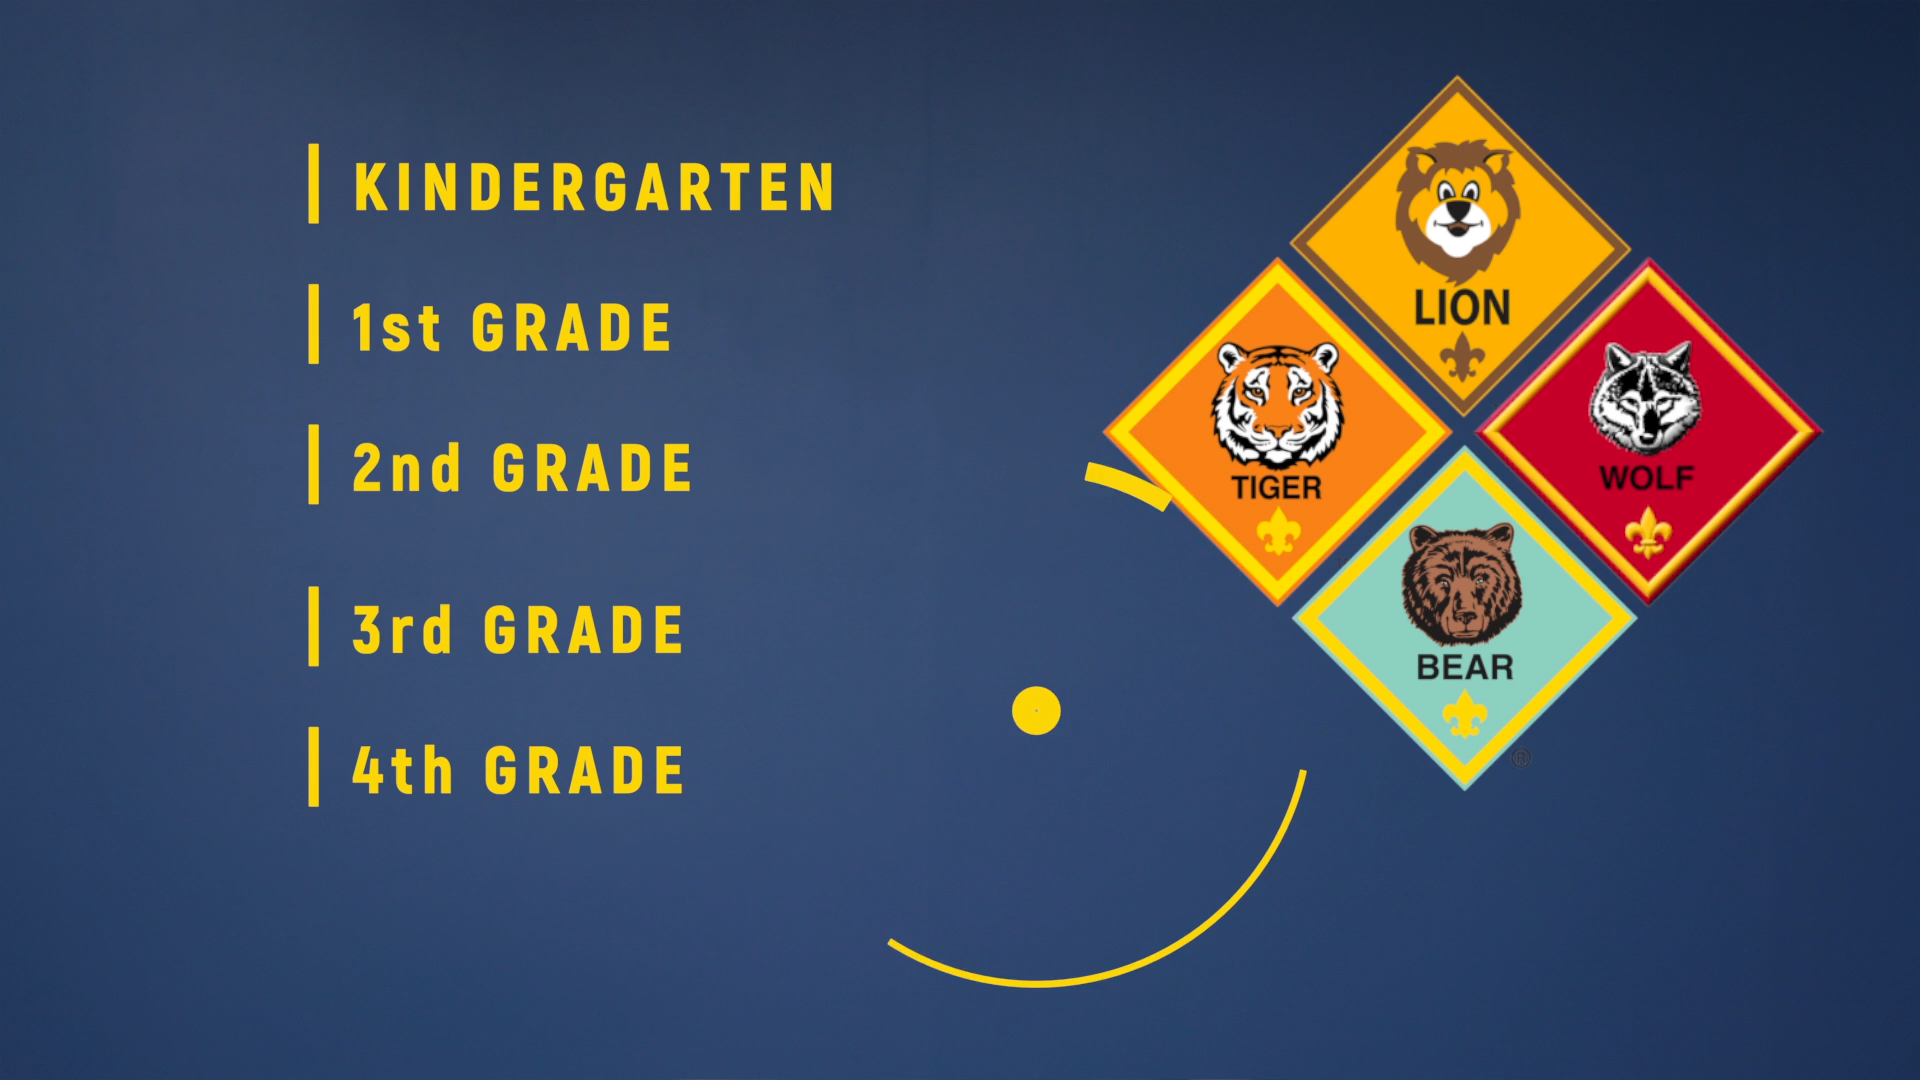 KINDERGARTEN
1st GRADE
2nd GRADE
3rd GRADE
4th GRADE
LION
TIGER
WOLF
BEAR
®